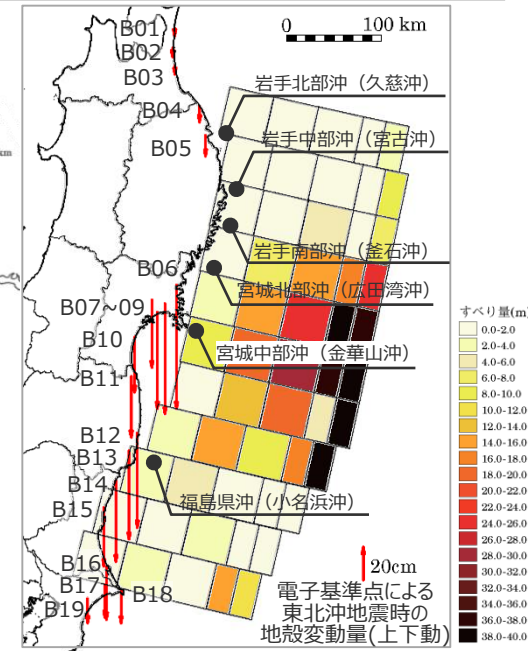 0 100 km
B01
B02
B03
岩手北部沖（久慈沖）
B04
岩手中部沖（宮古沖）
B05
km
岩手南部沖（釜石沖）
B06
宮城北部沖（広田湾沖）
B07~09
すべり量(m)
B10
0.0-2.0
宮城中部沖（金華山沖）
2.0-4.0
4.0-6.0
B11
6.0-8.0
8.0-10.0
10.0-12.0
12.0-14.0
B12
14.0-16.0
B13
16.0-18.0
18.0-20.0
B14
20.0-22.0
福島県沖（小名浜沖）
22.0-24.0
B15
24.0-26.0
26.0-28.0
28.0-30.0
B16
20cm
30.0-32.0
B17
電子基準点による
32.0-34.0
B18
34.0-36.0
B19
東北沖地震時の
36.0-38.0
地殻変動量(上下動)
38.0-40.0